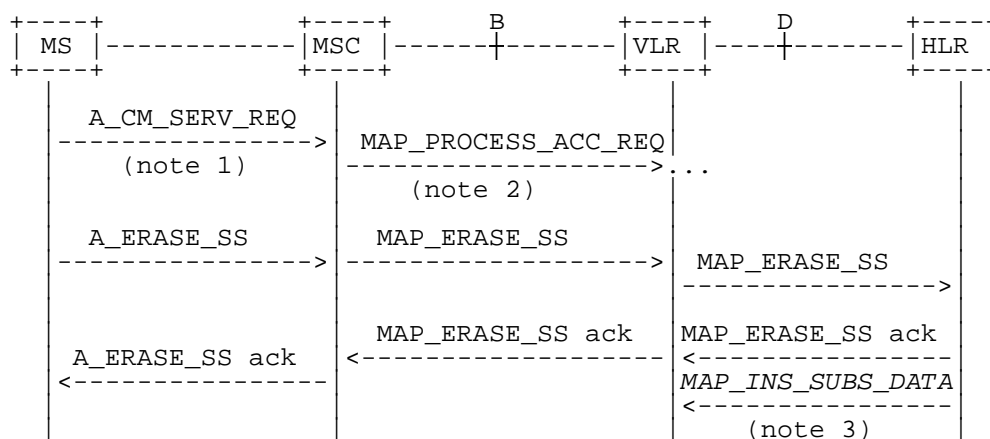 B D
MS MSC VLR HLR
A_CM_SERV_REQ
MAP_PROCESS_ACC_REQ
(note 1) ...
(note 2)
A_ERASE_SS MAP_ERASE_SS
MAP_ERASE_SS
MAP_ERASE_SS ack MAP_ERASE_SS ack
A_ERASE_SS ack
MAP_INS_SUBS_DATA
(note 3)